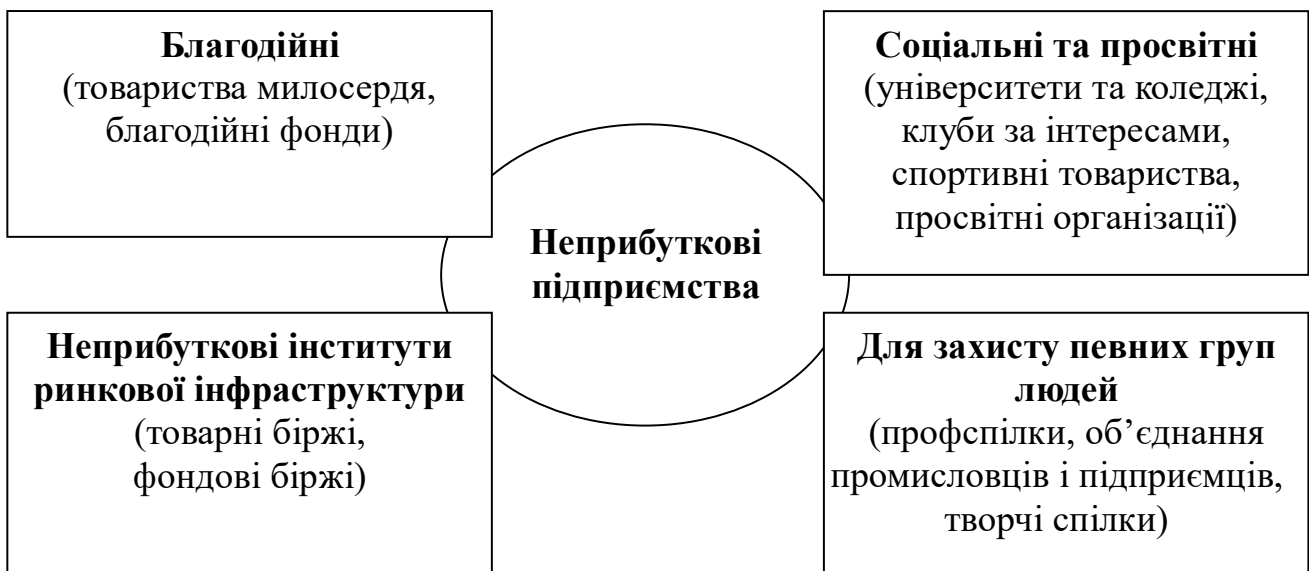 Благодійні
(товариства милосердя,
благодійні фонди)
Соціальні та просвітні
(університети та коледжі,
клуби за інтересами,
спортивні товариства,
просвітні організації)
Неприбуткові
підприємства
Неприбуткові інститути
ринкової інфраструктури
(товарні біржі,
фондові біржі)
Для захисту певних груп
людей
(профспілки, об’єднання
промисловців і підприємців,
творчі спілки)